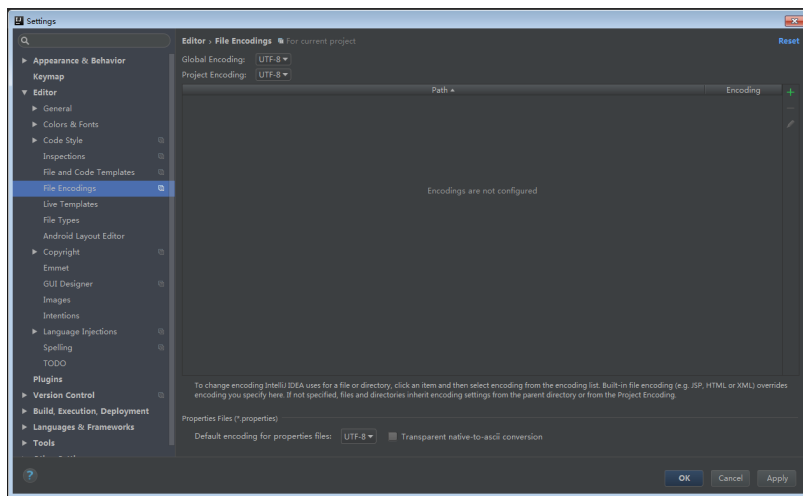 Settings
Editor › File Encodings For current project
Reset
Appearance & Behavior
Keymap
Editor
General
Colors & Fonts
Code Style
Inspections
File and Code Templates
File Encodings
Live Templates
File Types
Android Layout Editor
Copyright
Emmet
GUI Designer
Images
Intentions
Language Injections
Spelling
TODO
Plugins
Version Control
Build, Execution, Deployment
Languages & Frameworks
Tools
Global Encoding: UTF-8
Project Encoding: UTF-8
Path Encoding
Encodings are not configured
To change encoding IntelliJ IDEA uses for a file or directory, click an item and then select encoding from the encoding list. Built-in file encoding (e.g. JSP, HTML or XML) overrides
encoding you specify here. If not specified, files and directories inherit encoding settings from the parent directory or from the Project Encoding.
Properties Files (*.properties)
Default encoding for properties files: UTF-8 Transparent native-to-ascii conversion
?
OK Cancel Apply